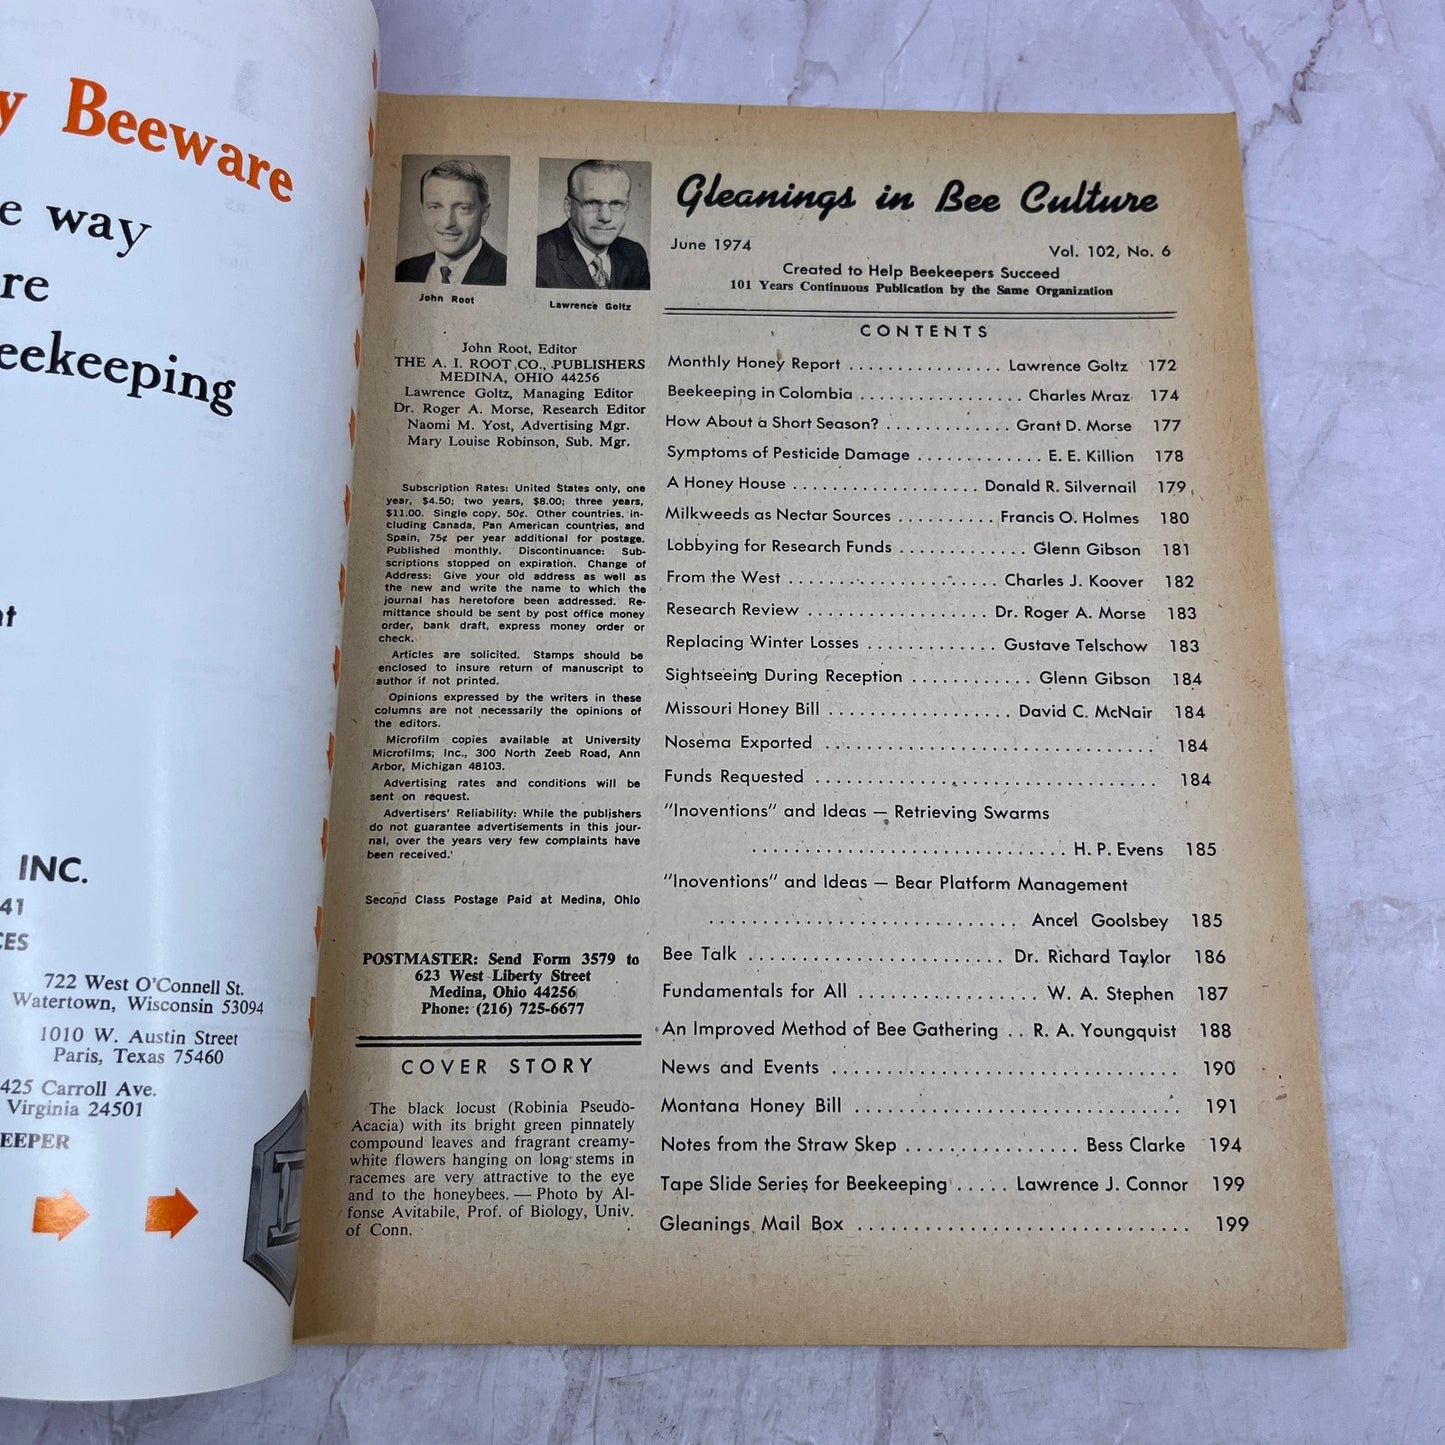 y Beeware
e way
re
eekeeping
nt
INC.
41
CES
722 West O'Connell St.
Watertown, Wisconsin 53094
1010 W. Austin Street
Paris, Texas 75460
425 Carroll Ave.
Virginia 24501
EEPER
John Root
Lawrence Goltz
John Root, Editor
THE A. I. ROOT CO., PUBLISHERS
MEDINA, OHIO 44256
Lawrence Goltz, Managing Editor
Dr. Roger A. Morse, Research Editor
Naomi M. Yost, Advertising Mgr.
Mary Louise Robinson, Sub. Mgr.
Subscription Rates: United States only, one
year, $4.50; two years, $8.00; three years,
$11.00. Single copy, 50¢. Other countries, in-
cluding Canada, Pan American countries, and
Spain, 75¢ per year additional for postage.
Published monthly. Discontinuance: Sub-
scriptions stopped on expiration. Change of
Address: Give your old address as well as
the new and write the name to which the
journal has heretofore been addressed. Re-
mittance should be sent by post office money
order, bank draft, express money order or
check.
Articles are solicited. Stamps should be
enclosed to insure return of manuscript to
author if not printed.
Opinions expressed by the writers in these
columns are not necessarily the opinions of
the editors.
Microfilm copies available at University
Microfilms, Inc., 300 North Zeeb Road, Ann
Arbor, Michigan 48103.
Advertising rates and conditions will be
sent on request.
Advertisers' Reliability: While the publishers
do not guarantee advertisements in this jour-
nal, over the years very few complaints have
been received.
Second Class Postage Paid at Medina, Ohio
POSTMASTER: Send Form 3579 to
623 West Liberty Street
Medina, Ohio 44256
Phone: (216) 725-6677
COVER STORY
The black locust (Robinia Pseudo-
Acacia) with its bright green pinnately
compound leaves and fragrant creamy-
white flowers hanging on long stems in
racemes are very attractive to the eye
and to the honeybees. — Photo by Al-
fonse Avitabile, Prof. of Biology, Univ.
of Conn.
Gleanings in Bee Culture
June 1974 Vol. 102, No. 6
Created to Help Beekeepers Succeed
101 Years Continuous Publication by the Same Organization
CONTENTS
Monthly Honey Report ................ Lawrence Goltz 172
Beekeeping in Colombia ................. Charles Mraz 174
How About a Short Season? ............. Grant D. Morse 177
Symptoms of Pesticide Damage ............. E. E. Killion 178
A Honey House ................... Donald R. Silvernail 179
Milkweeds as Nectar Sources .......... Francis O. Holmes 180
Lobbying for Research Funds ............. Glenn Gibson 181
From the West ..................... Charles J. Koover 182
Research Review .................. Dr. Roger A. Morse 183
Replacing Winter Losses ............. Gustave Telschow 183
Sightseeing During Reception ............ Glenn Gibson 184
Missouri Honey Bill .................. David C. McNair 184
Nosema Exported ................................ 184
Funds Requested ................................ 184
"Inoventions" and Ideas — Retrieving Swarms
.............................. H. P. Evens 185
"Inoventions" and Ideas — Bear Platform Management
............................. Ancel Goolsbey 185
Bee Talk ........................ Dr. Richard Taylor 186
Fundamentals for All ................. W. A. Stephen 187
An Improved Method of Bee Gathering .. R. A. Youngquist 188
News and Events ................................ 190
Montana Honey Bill ................................ 191
Notes from the Straw Skep ................ Bess Clarke 194
Tape Slide Series for Beekeeping ..... Lawrence J. Connor 199
Gleanings Mail Box ................................ 199